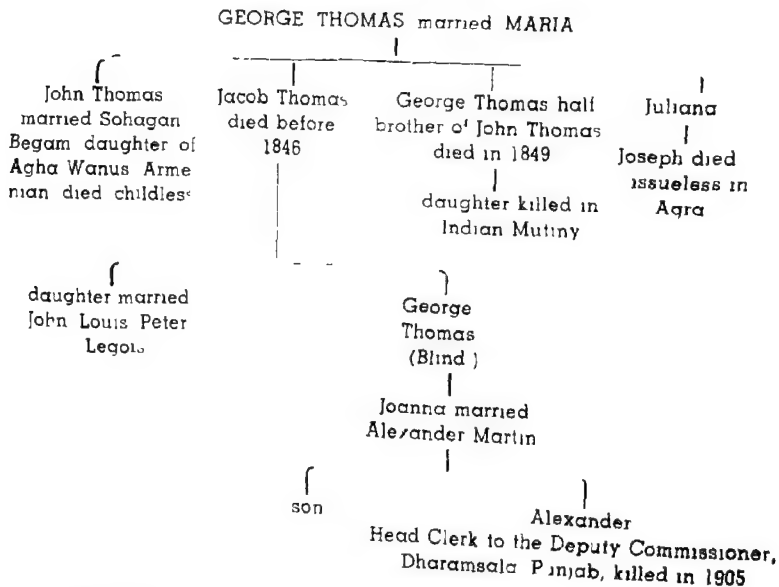 GEORGE THOMAS married MARIA
John Thomas
married Sohagan
Begam daughter of
Agha Wanus Arme
nian died childless
Jacob Thomas
died before
1846
George Thomas half
brother of John Thomas
died in 1849
daughter killed in
Indian Mutiny
Juliana
Joseph died
issueless in
Agra
daughter married
John Louis Peter
George
Thomas
(Blind)
Joanna married
Alexander Martin
son
Alexander
Head Clerk to the Deputy Commissioner,
Dharamsala Punjab, killed in 1905